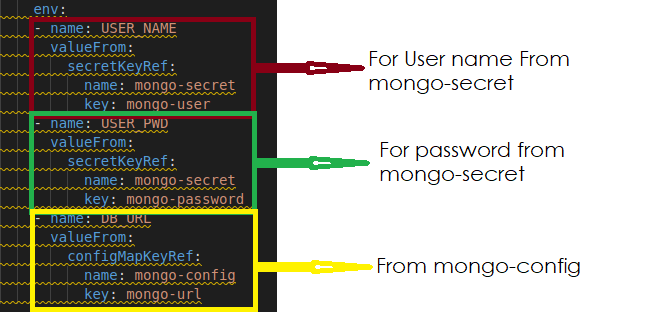 env:
- name: USER_NAME
valueFrom:
secretKeyRef:
name: mongo-secret
key: mongo-user
- name: USER_PWD
valueFrom:
secretKeyRef:
name: mongo-secret
key: mongo-password
- name: DB_URL
valueFrom:
configMapKeyRef:
name: mongo-config
key: mongo-url
For User name From
mongo-secret
For password from
mongo-secret
From mongo-config